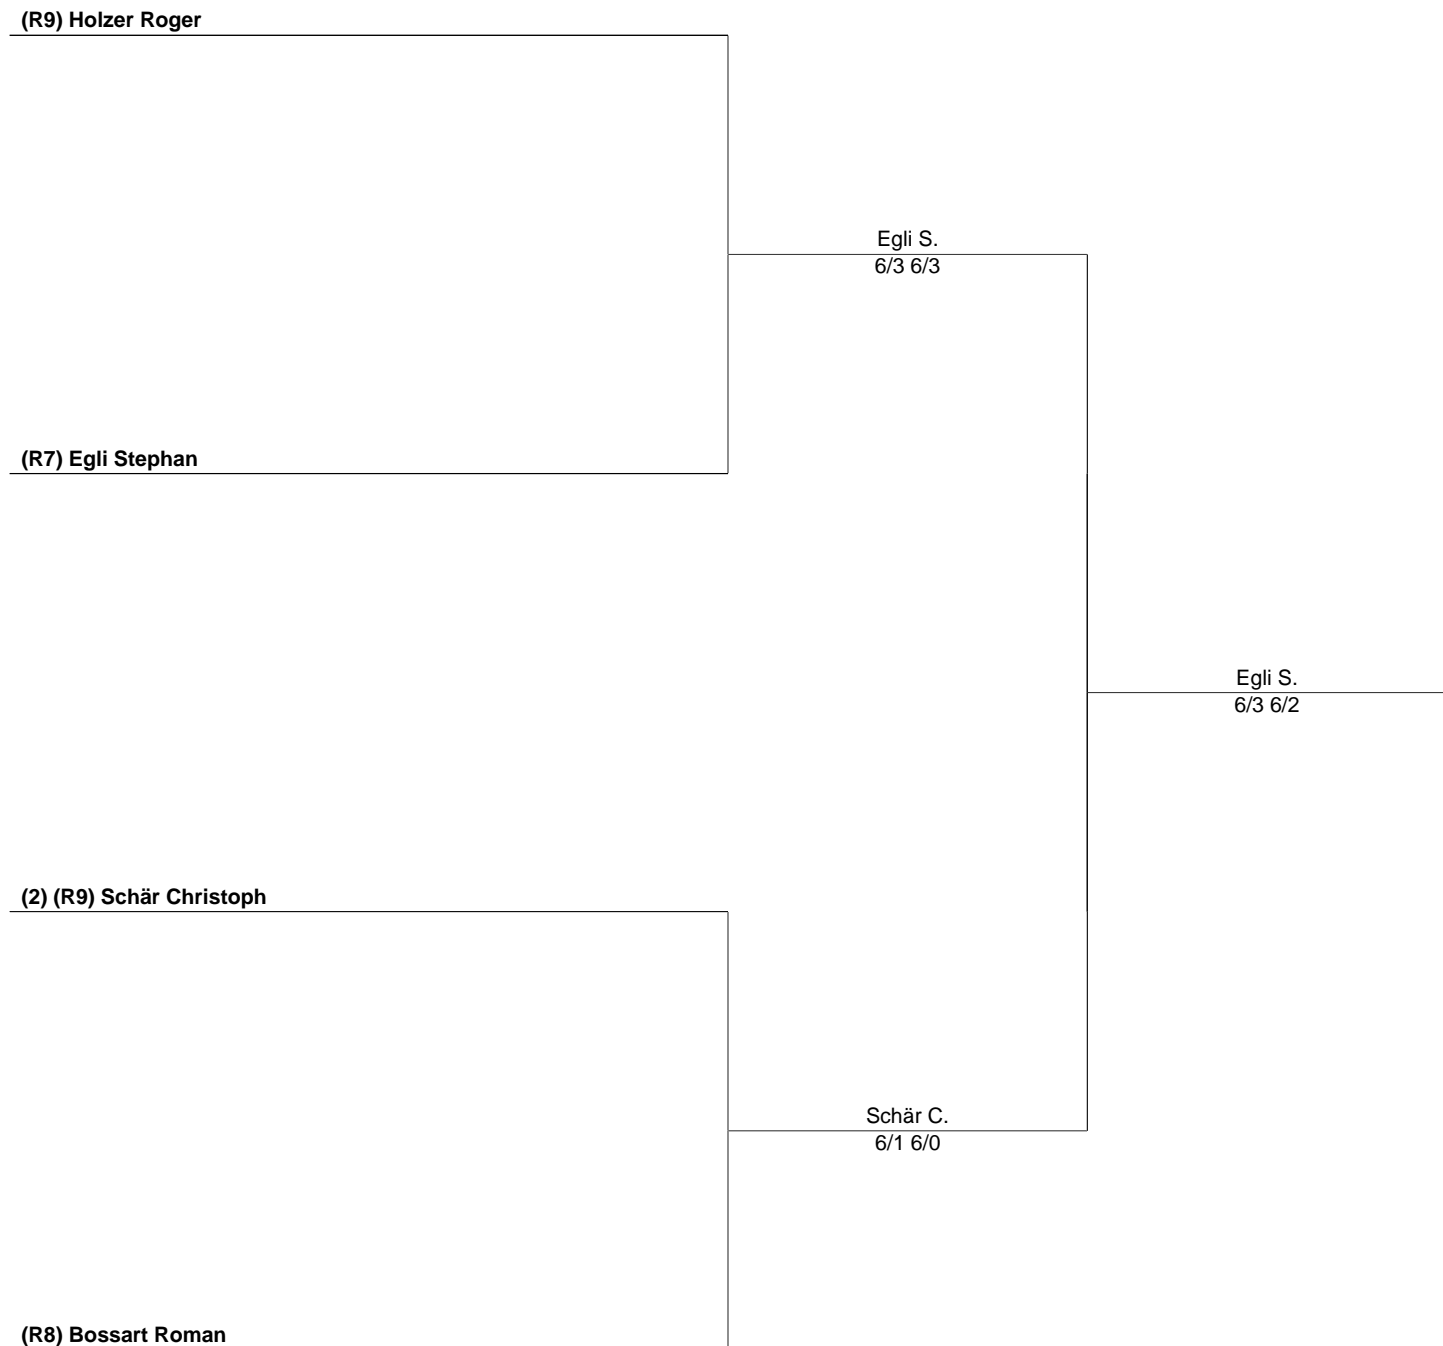 (R9) Holzer Roger
Egli S.
6/3 6/3
(R7) Egli Stephan
Egli S.
6/3 6/2
(2) (R9) Schär Christoph
Schär C.
6/1 6/0
(R8) Bossart Roman